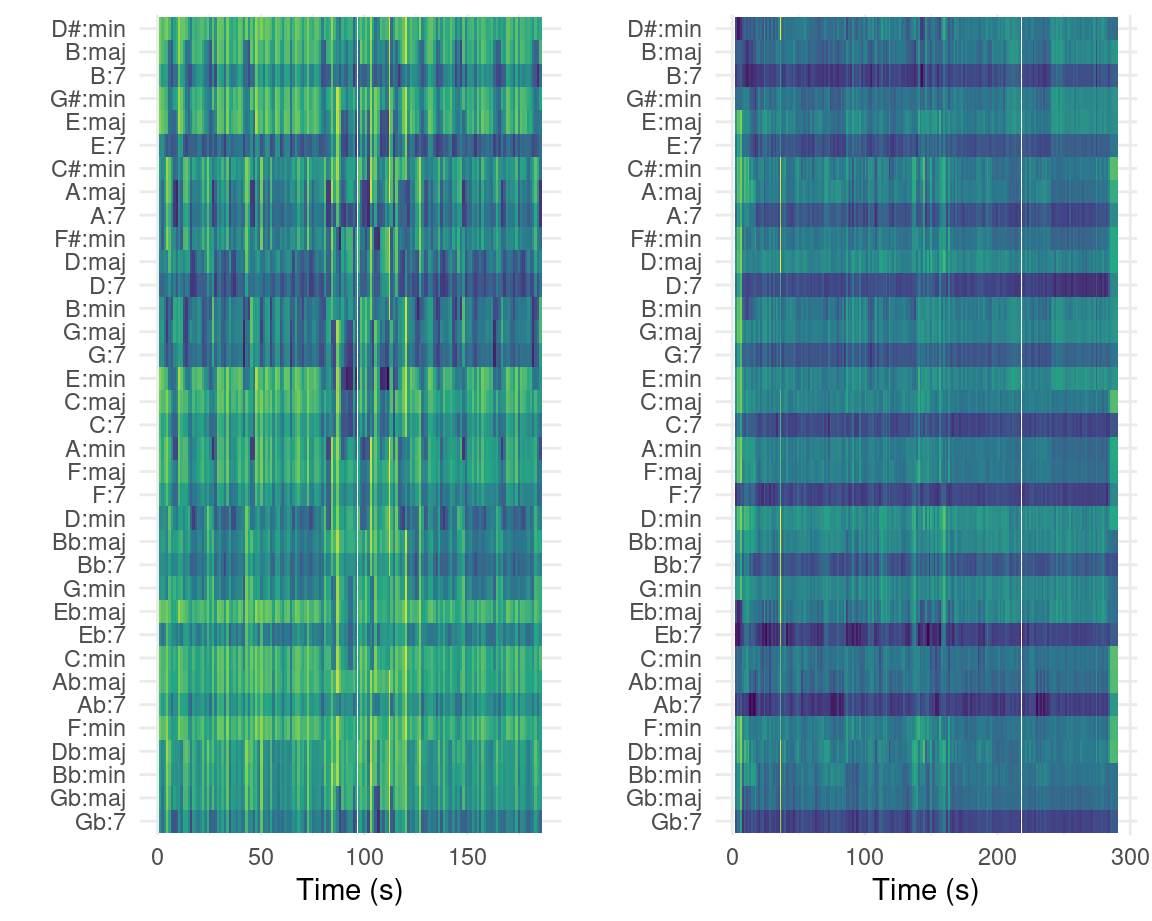 D#:min
B:maj
B:7
G#:min
E:maj
E:7
C#:min
A:maj
A:7
F#:min
D:maj
D:7
B:min
G:maj
G:7
E:min
C:maj
C:7
A:min
F:maj
F:7
D:min
Bb:maj
Bb:7
G:min
Eb:maj
Eb:7
C:min
Ab:maj
Ab:7
F:min
Db:maj
Bb:min
Gb:maj
Gb:7
0 50 100 150
Time (s)
D#:min
B:maj
B:7
G#:min
E:maj
E:7
C#:min
A:maj
A:7
F#:min
D:maj
D:7
B:min
G:maj
G:7
E:min
C:maj
C:7
A:min
F:maj
F:7
D:min
Bb:maj
Bb:7
G:min
Eb:maj
Eb:7
C:min
Ab:maj
Ab:7
F:min
Db:maj
Bb:min
Gb:maj
Gb:7
0 100 200 300
Time (s)